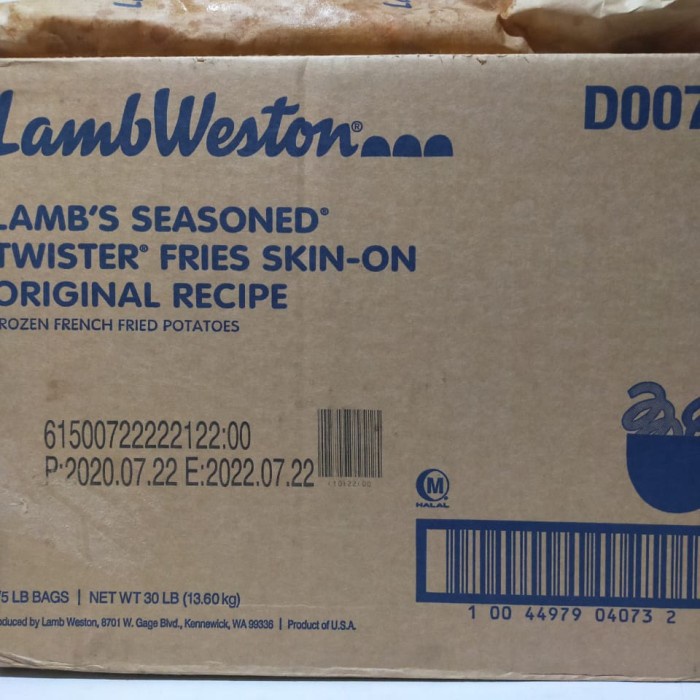 LambWeston®
D007
LAMB'S SEASONED®
TWISTER® FRIES SKIN-ON
ORIGINAL RECIPE
ROZEN FRENCH FRIED POTATOES
61500722222122:00
P:2020.07.22 E:2022.07.22
M
HALAL
/5 LB BAGS | NET WT 30 LB (13.60 kg)
1 00 44979 04073 2
duced by Lamb Weston, 8701 W. Gage Blvd., Kennewick, WA 99336 | Product of U.S.A.